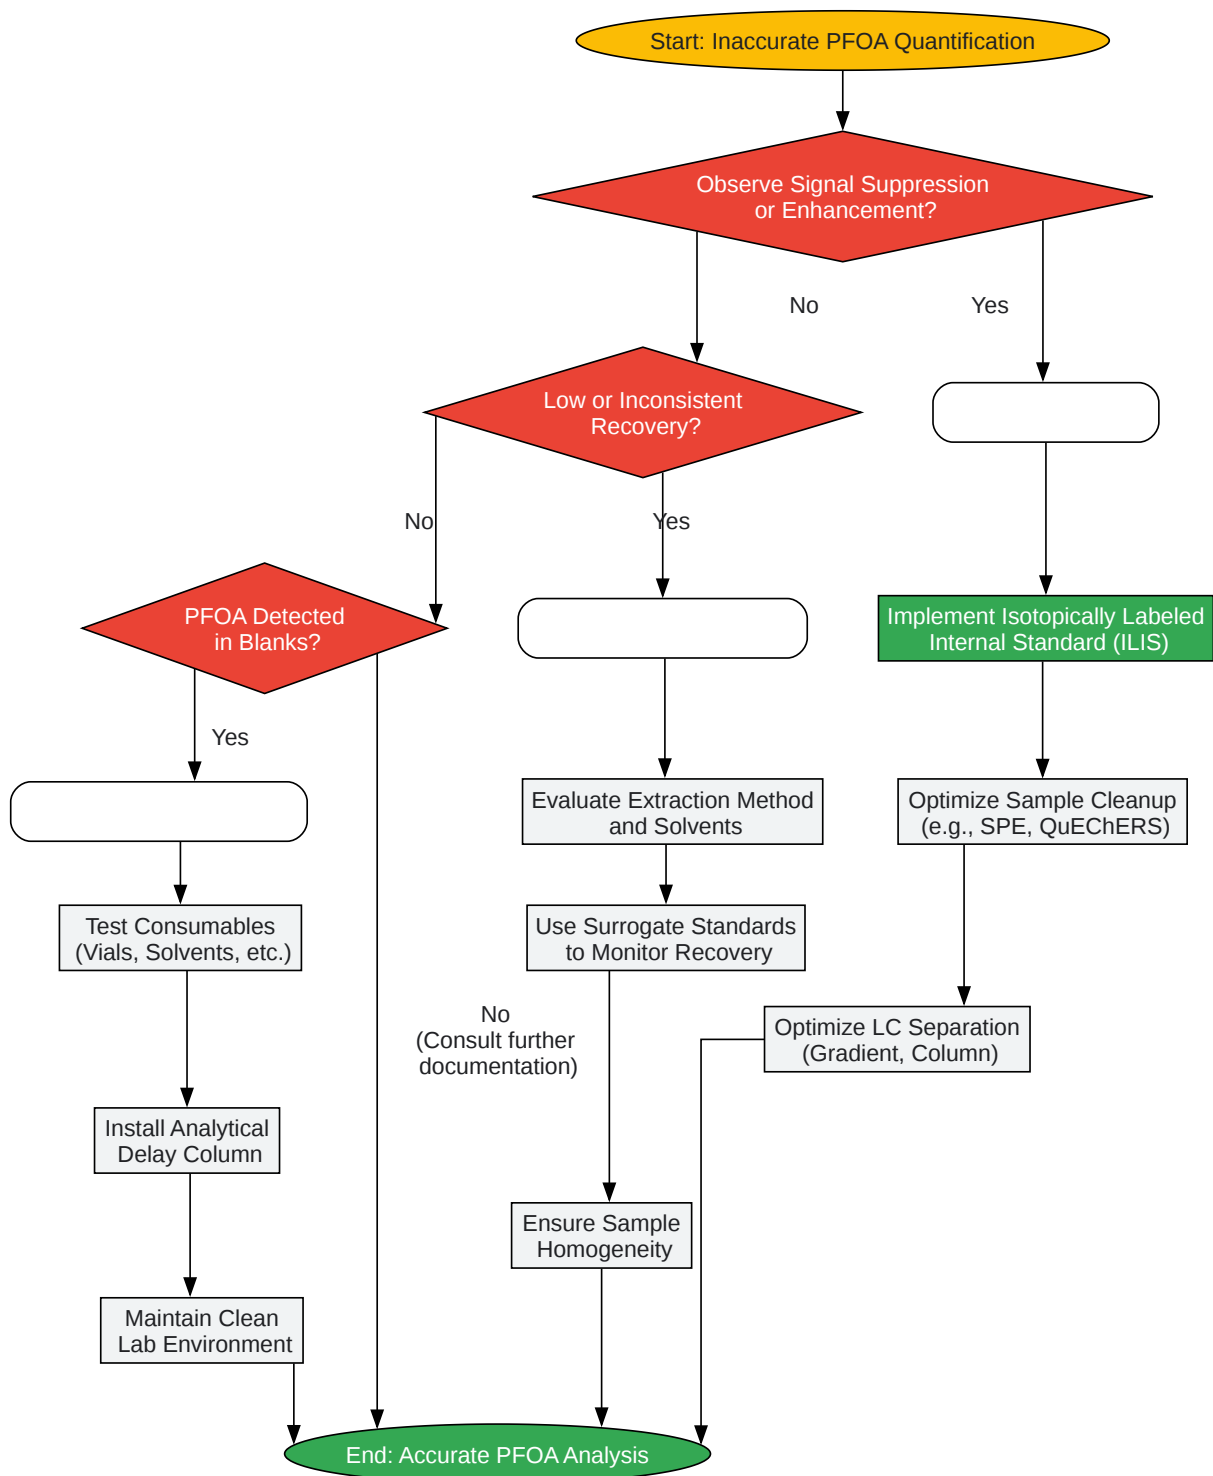 Start: Inaccurate PFOA Quantification
Observe Signal Suppression
or Enhancement?
No
Yes
Low or Inconsistent
Recovery?
No
Yes
PFOA Detected
in Blanks?
Implement Isotopically Labeled
Internal Standard (ILIS)
Yes
Evaluate Extraction Method
and Solvents
Optimize Sample Cleanup
(e.g., SPE, QuEChERS)
Test Consumables
(Vials, Solvents, etc.)
Use Surrogate Standards
to Monitor Recovery
No
(Consult further
documentation)
Optimize LC Separation
(Gradient, Column)
Install Analytical
Delay Column
Ensure Sample
Homogeneity
Maintain Clean
Lab Environment
End: Accurate PFOA Analysis